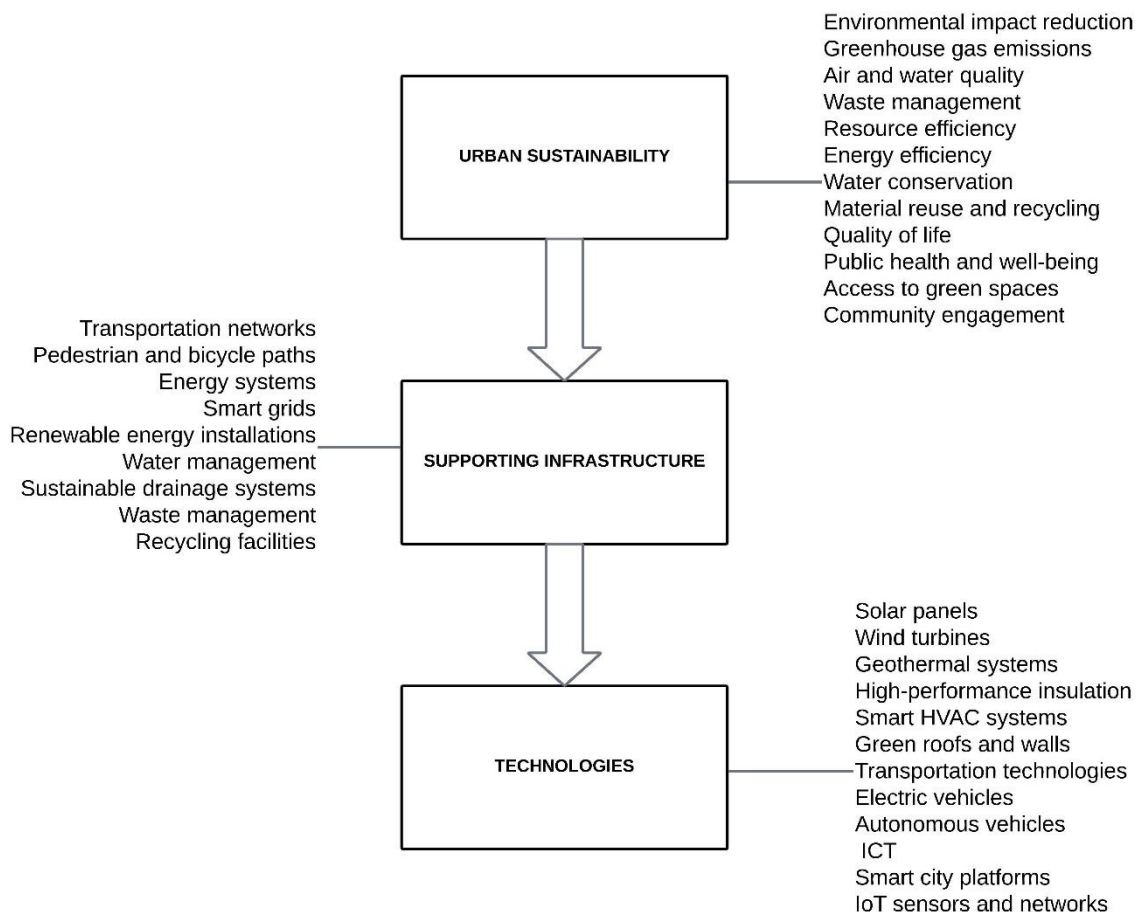 Environmental impact reduction
Greenhouse gas emissions
Air and water quality
Waste management
Resource efficiency
Energy efficiency
Water conservation
Material reuse and recycling
Quality of life
Public health and well-being
Access to green spaces
Community engagement
URBAN SUSTAINABILITY
Transportation networks
Pedestrian and bicycle paths
Energy systems
Smart grids
Renewable energy installations
Water management
Sustainable drainage systems
Waste management
Recycling facilities
SUPPORTING INFRASTRUCTURE
Solar panels
Wind turbines
Geothermal systems
High-performance insulation
Smart HVAC systems
Green roofs and walls
Transportation technologies
Electric vehicles
Autonomous vehicles
ICT
Smart city platforms
IoT sensors and networks
TECHNOLOGIES